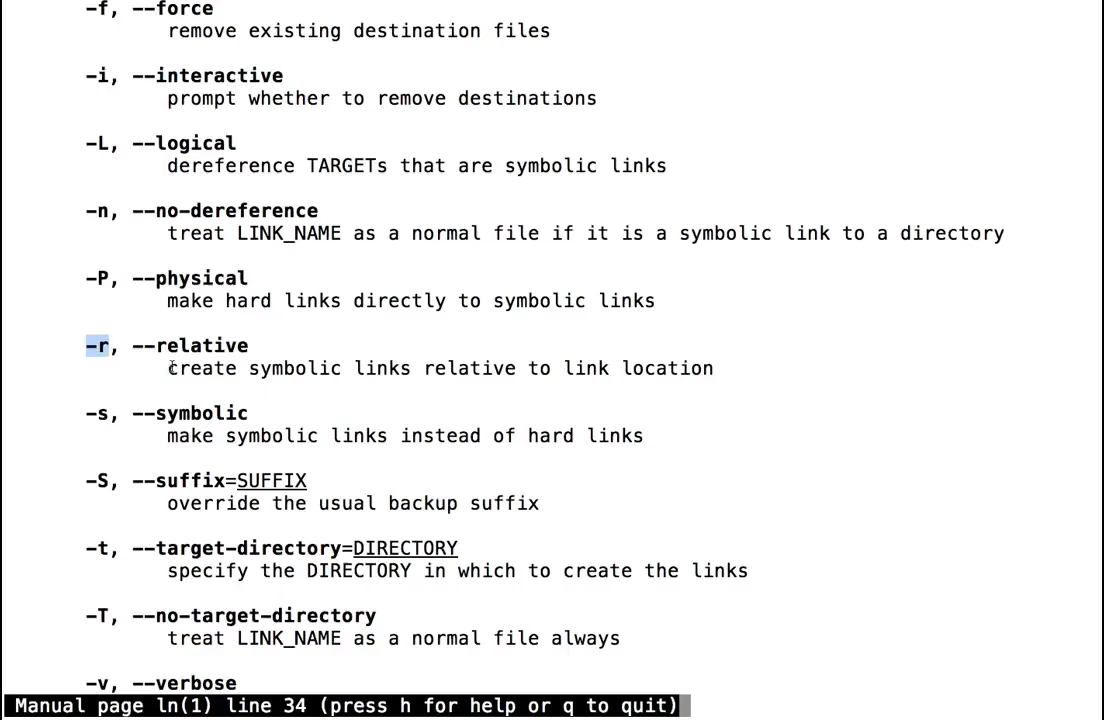 -f, --force
remove existing destination files
-i, --interactive
prompt whether to remove destinations
-L, --logical
dereference TARGETs that are symbolic links
-n, --no-dereference
treat LINK_NAME as a normal file if it is a symbolic link to a directory
-P, --physical
make hard links directly to symbolic links
-r, --relative
create symbolic links relative to link location
-s, --symbolic
make symbolic links instead of hard links
-S, --suffix=SUFFIX
override the usual backup suffix
-t, --target-directory=DIRECTORY
specify the DIRECTORY in which to create the links
-T, --no-target-directory
treat LINK_NAME as a normal file always
-v, --verbose
Manual page ln(1) line 34 (press h for help or q to quit)